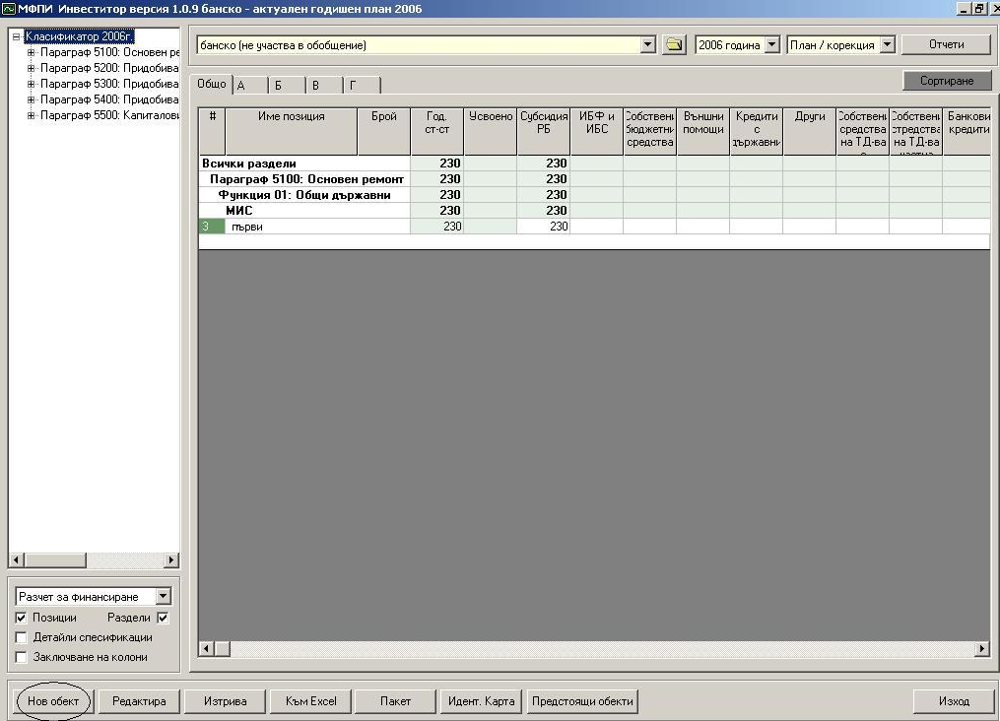 МФПИ Инвеститор версия 1.0.9 банско - актуален годишен план 2006
Класификатор 2006г.
Параграф 5100: Основен ре
Параграф 5200: Придобива
Параграф 5300: Придобива
Параграф 5400: Придобива
Параграф 5500: Капиталови
банско (не участва в обобщение)
2006 година
План / корекция
Отчети
Общо А Б В Г
Сортиране
# Име позиция Брой Год. ст-ст Усвоено Субсидия РБ ИБФ и ИБС Собствени бюджетни средства Външни помощи Кредити с държавни Други Собствени средства на ТД-ва Собствени стредства на ТД-ва Банкови кредити
Всички раздели 230 230
Параграф 5100: Основен ремонт 230 230
Функция 01: Общи държавни 230 230
МИС 230 230
3 първи 230 230
Разчет за финансиране
Позиции Раздели
Детайли спесификации
Заключване на колони
Нов обект Редактира Изтрива Към Excel Пакет Идент. Карта Предстоящи обекти Изход